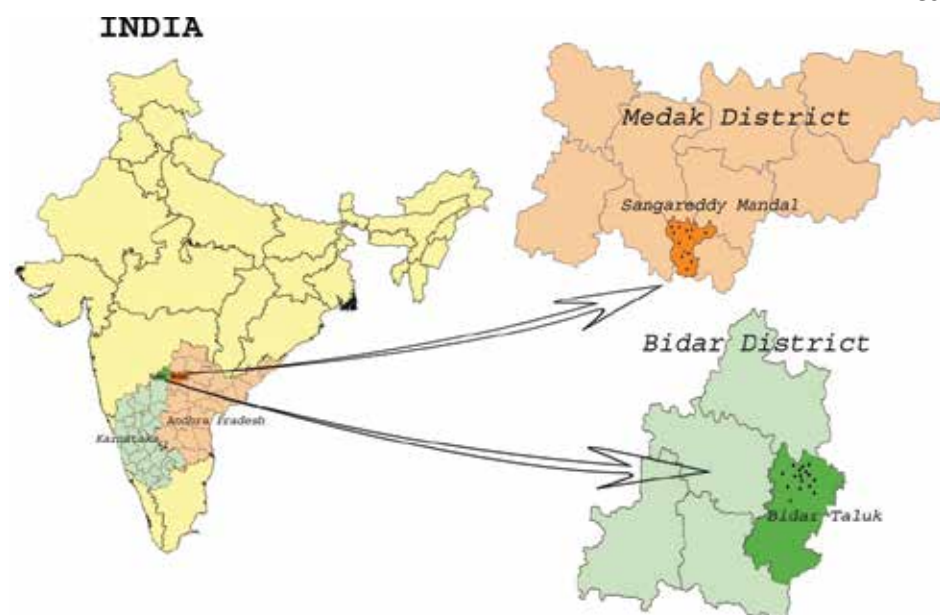 INDIA
Medak District
Sangareddy Mandal
Bidar District
Andhra Pradesh
Karnataka
Bidar Taluk